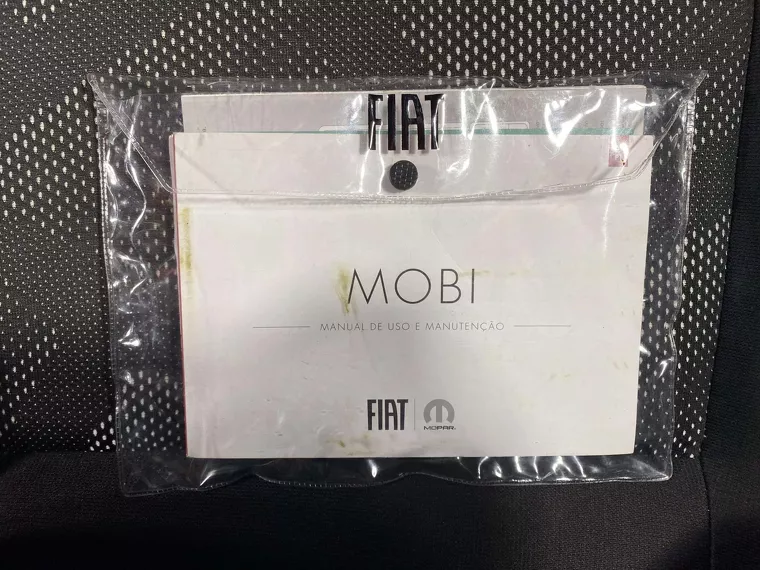 FIAT
MOBI
MANUAL DE USO E MANUTENÇÃO
FIAT
MOPAR